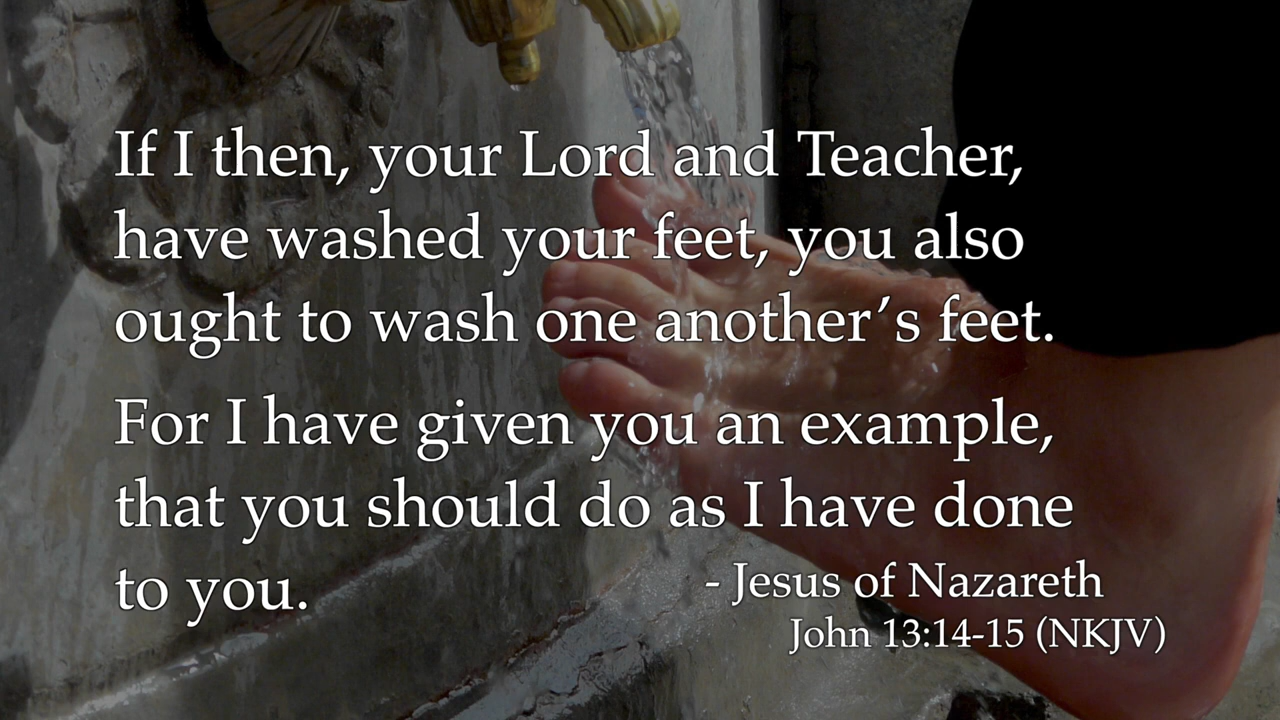 If I then, your Lord and Teacher,
have washed your feet, you also
ought to wash one another’s feet.
For I have given you an example,
that you should do as I have done
to you.
- Jesus of Nazareth
John 13:14-15 (NKJV)